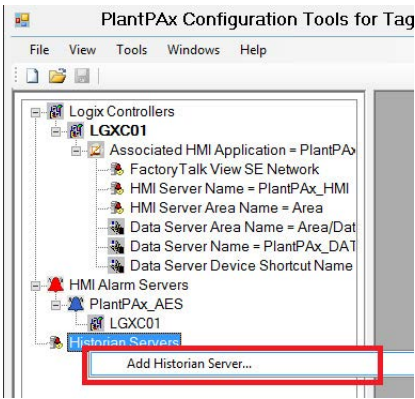 PlantPAx Configuration Tools for Tag
File View Tools Windows Help
Logix Controllers
LGXC01
Associated HMI Application = PlantPAx
FactoryTalk View SE Network
HMI Server Name = PlantPAx_HMI
HMI Server Area Name = Area
Data Server Area Name = Area/Dat
Data Server Name = PlantPAx_DAT
Data Server Device Shortcut Name
HMI Alarm Servers
PlantPAx_AES
LGXC01
Historian Servers
Add Historian Server...